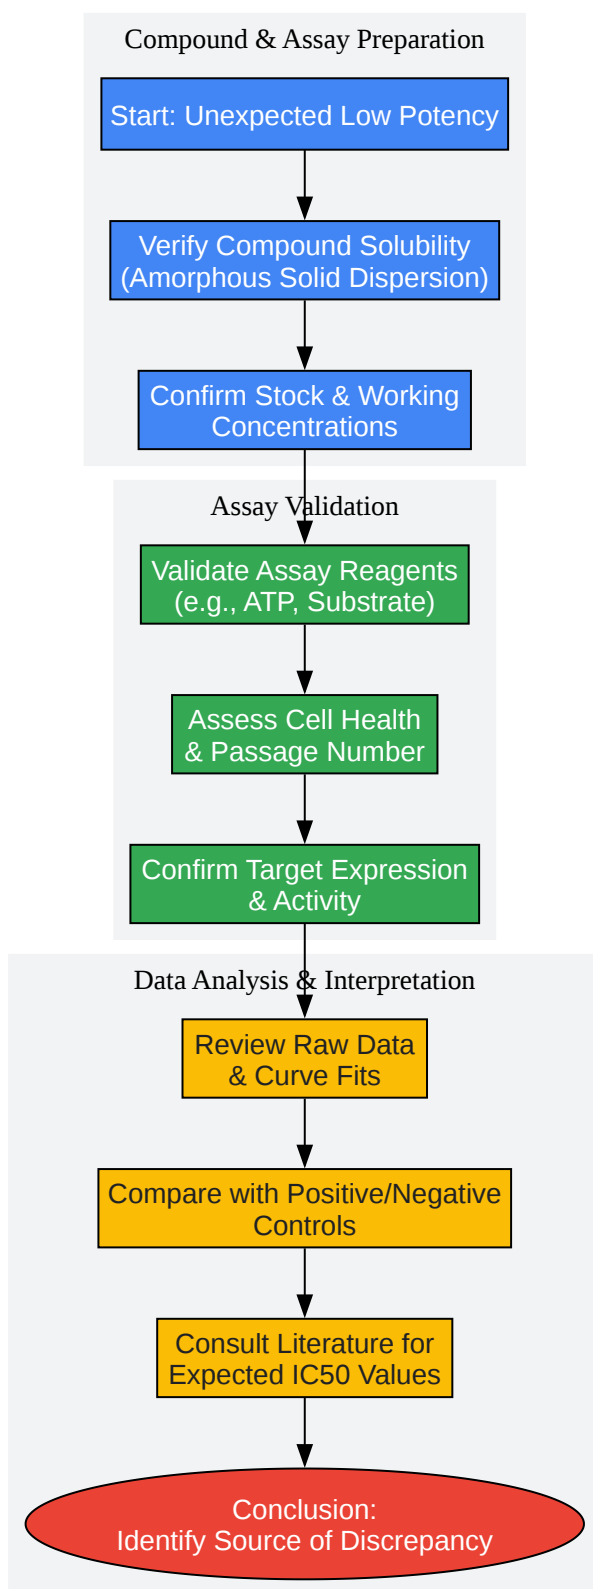 Compound & Assay Preparation
Start: Unexpected Low Potency
Verify Compound Solubility
(Amorphous Solid Dispersion)
Confirm Stock & Working
Concentrations
Assay Validation
Validate Assay Reagents
(e.g., ATP, Substrate)
Assess Cell Health
& Passage Number
Confirm Target Expression
& Activity
Data Analysis & Interpretation
Review Raw Data
& Curve Fits
Compare with Positive/Negative
Controls
Consult Literature for
Expected IC50 Values
Conclusion:
Identify Source of Discrepancy